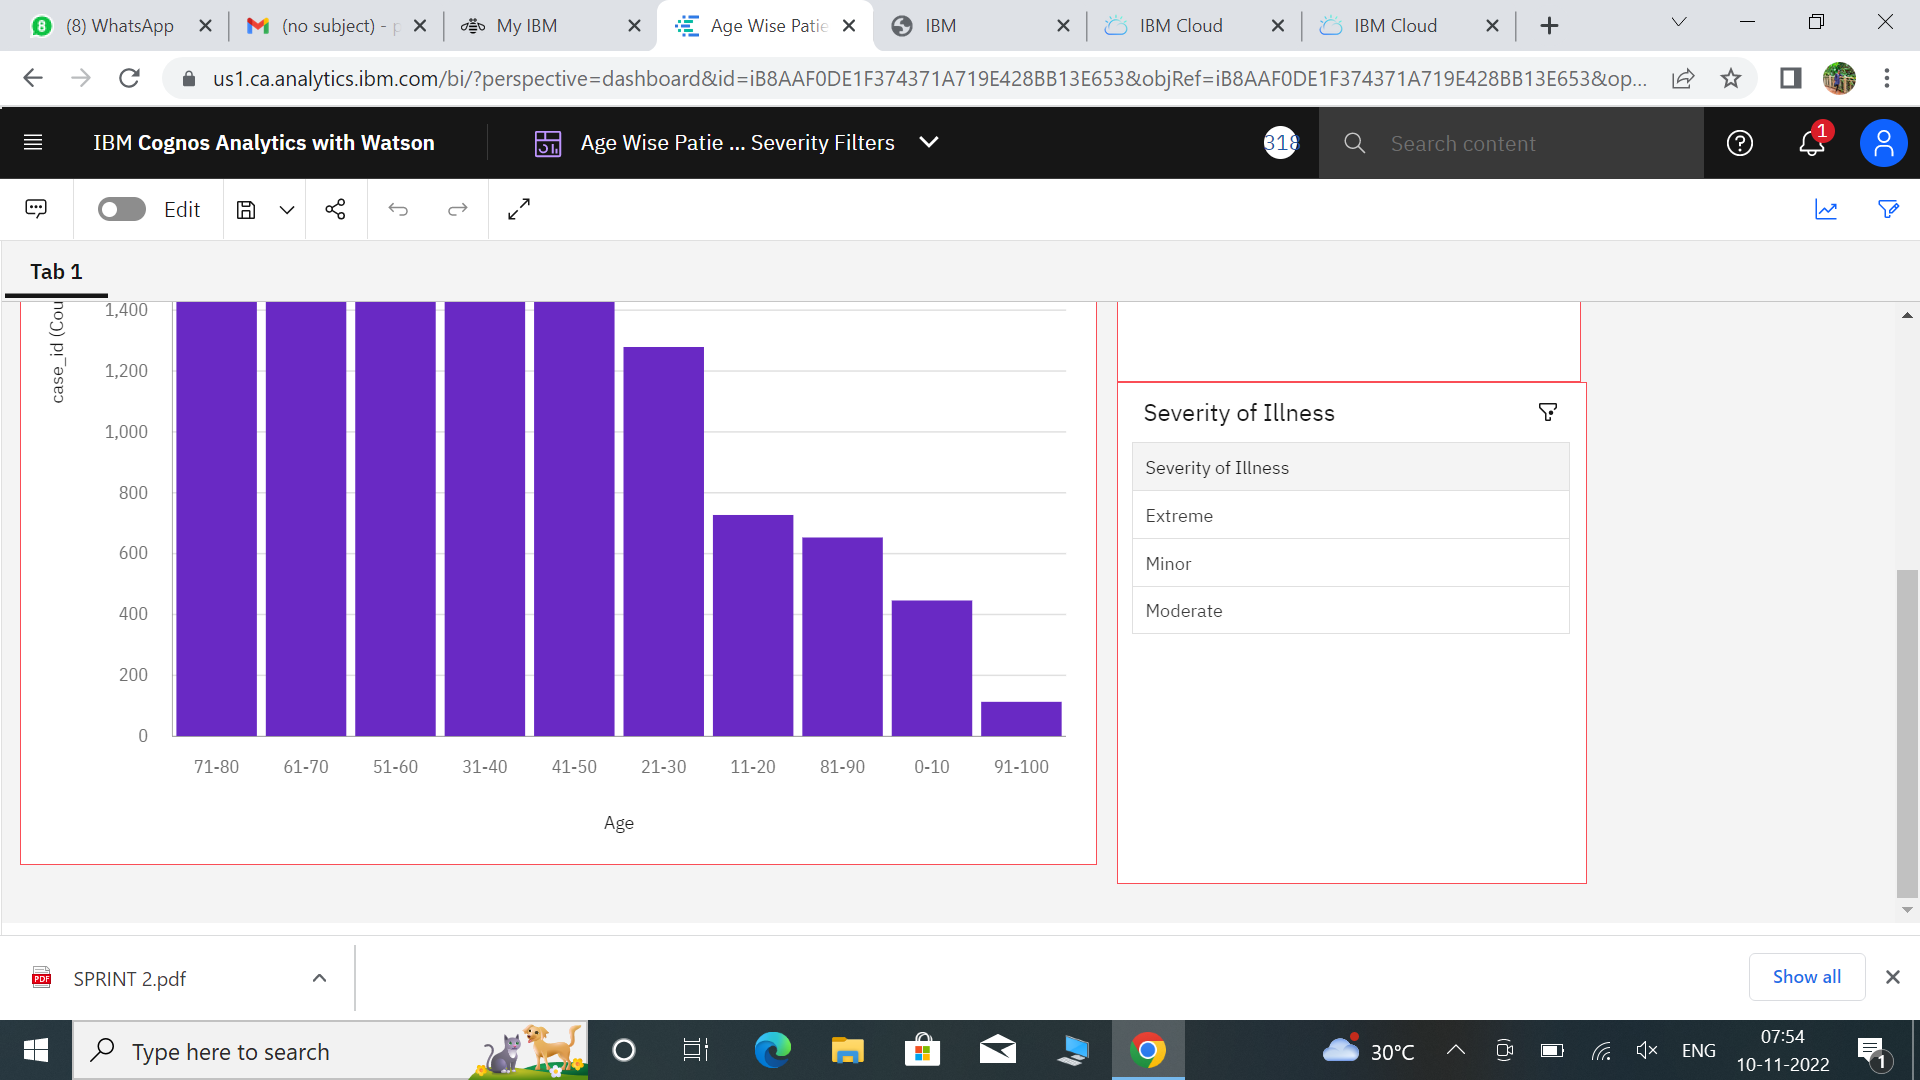 8 (8) WhatsApp
(no subject) - p
My IBM
Age Wise Patie
IBM
IBM Cloud
IBM Cloud
us1.ca.analytics.ibm.com/bi/?perspective=dashboard&id=iB8AAF0DE1F374371A719E428BB13E653&objRef=iB8AAF0DE1F374371A719E428BB13E653&op...
IBM Cognos Analytics with Watson
Age Wise Patie ... Severity Filters
318
Search content
1
Edit
Tab 1
case_id (Cou
1,400
1,200
1,000
800
600
400
200
0
71-80 61-70 51-60 31-40 41-50 21-30 11-20 81-90 0-10 91-100
Age
Severity of Illness
Severity of Illness
Extreme
Minor
Moderate
PDF SPRINT 2.pdf
Show all
Type here to search
30°C
ENG
07:54
10-11-2022
1